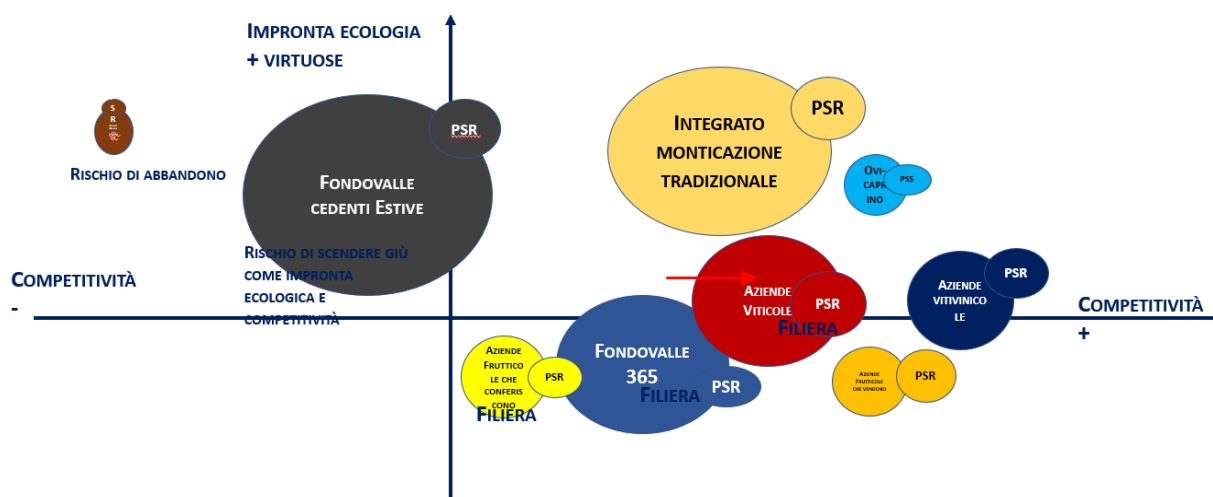 IMPRONTA ECOLOGIA
+ VIRTUOSE
S
R
RISCHIO DI ABBANDONO
PSR
FONDOVALLE
CEDENTI ESTIVE
RISCHIO DI SCENDERE GIÙ
COME IMPRONTA
ECOLOGICA E
COMPETITIVITÀ
INTEGRATO
MONTICAZIONE
TRADIZIONALE
PSR
OVI-
CAPR
INO
PSS
COMPETITIVITÀ
-
AZIENDE
VITICOLE
PSR
FILIERA
AZIENDE
VITIVINICO
LE
PSR
COMPETITIVITÀ
+
AZIENDE
FRUTTICO
LE CHE
CONFERIS
CONO
PSR
FILIERA
FONDOVALLE
365
PSR
FILIERA
AZIENDE
FRUTTICOLE
CHE VENDONO
PSR